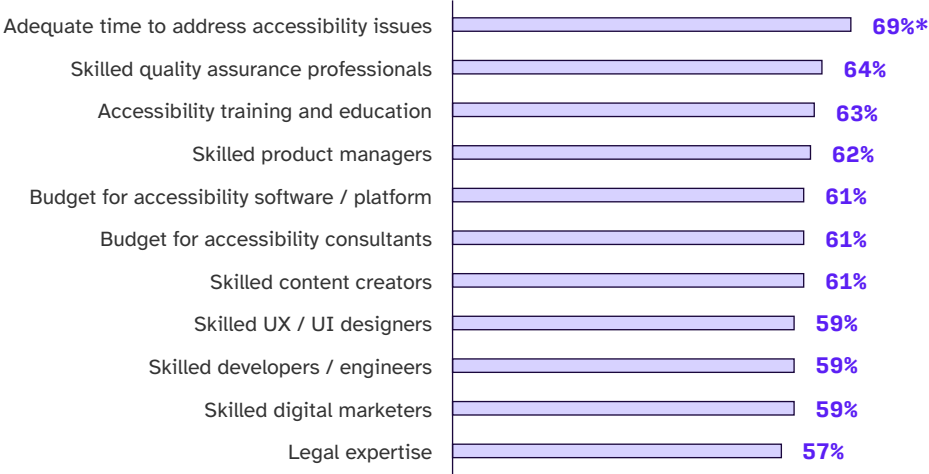 Adequate time to address accessibility issues 69%*
Skilled quality assurance professionals 64%
Accessibility training and education 63%
Skilled product managers 62%
Budget for accessibility software / platform 61%
Budget for accessibility consultants 61%
Skilled content creators 61%
Skilled UX / UI designers 59%
Skilled developers / engineers 59%
Skilled digital marketers 59%
Legal expertise 57%